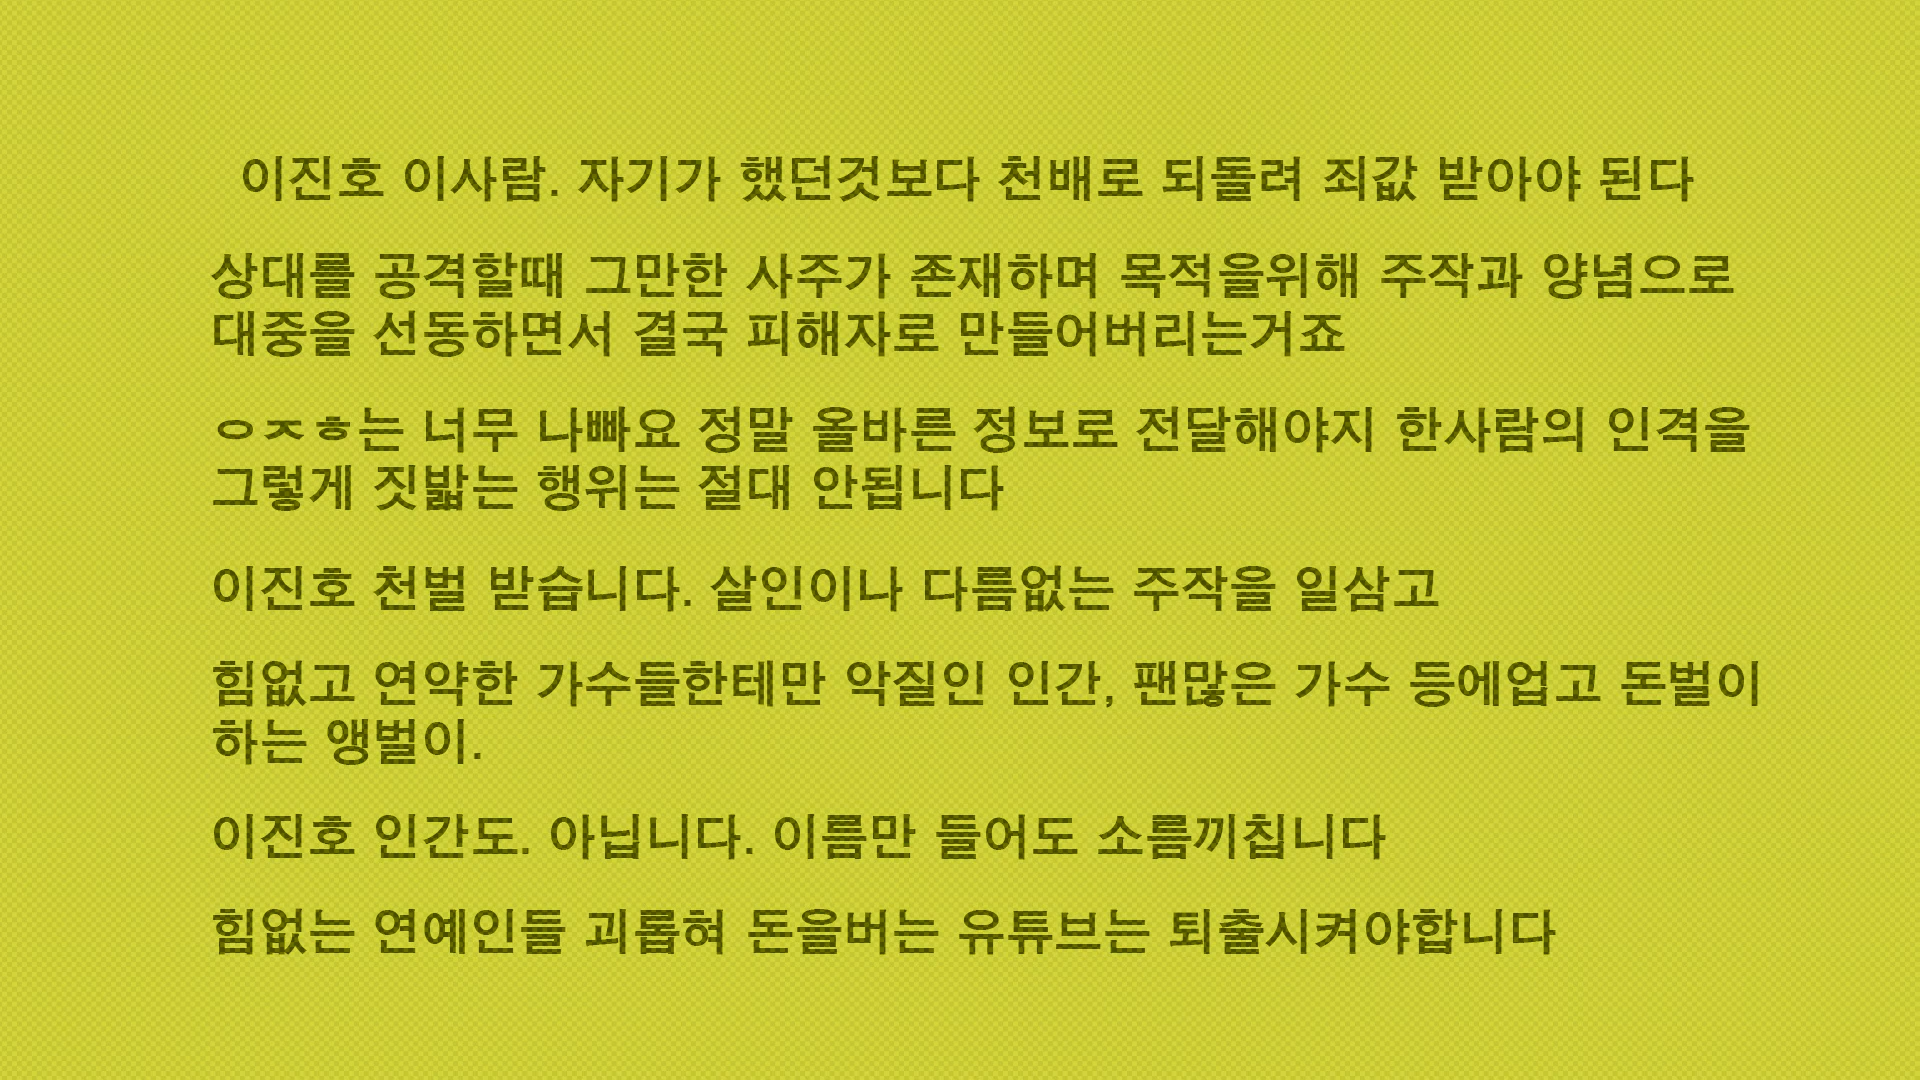 이진호 이사람. 자기가 했던것보다 천배로 되돌려 죄값 받아야 된다
상대를 공격할때 그만한 사주가 존재하며 목적을위해 주작과 양념으로
대중을 선동하면서 결국 피해자로 만들어버리는거죠
ㅇㅈㅎ는 너무 나빠요 정말 올바른 정보로 전달해야지 한사람의 인격을
그렇게 짓밟는 행위는 절대 안됩니다
이진호 천벌 받습니다. 살인이나 다름없는 주작을 일삼고
힘없고 연약한 가수들한테만 악질인 인간, 팬많은 가수 등에업고 돈벌이
하는 앵벌이.
이진호 인간도. 아닙니다. 이름만 들어도 소름끼칩니다
힘없는 연예인들 괴롭혀 돈을버는 유튜브는 퇴출시켜야합니다